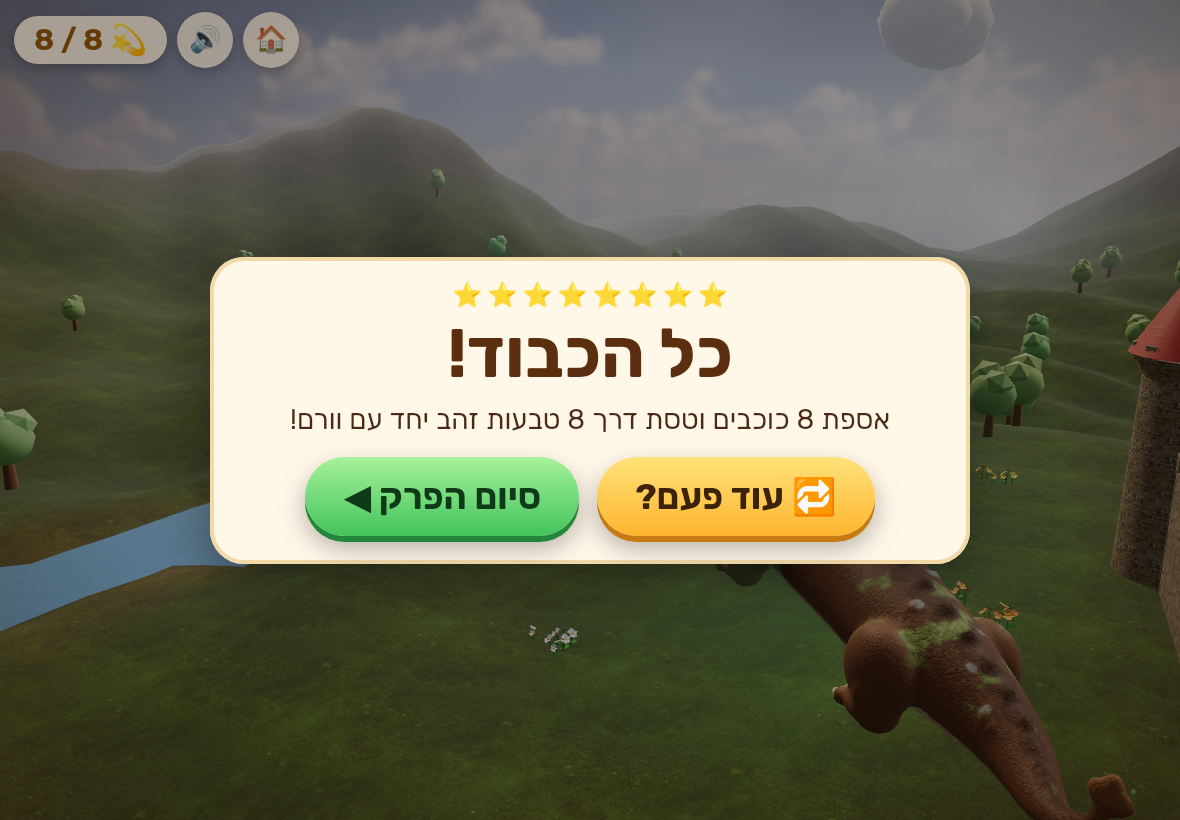 8 / 8
כל הכבוד!
אספת 8 כוכבים וטסת דרך 8 טבעות זהב יחד עם וורם!
עוד פעם?
סיום הפרק ◀